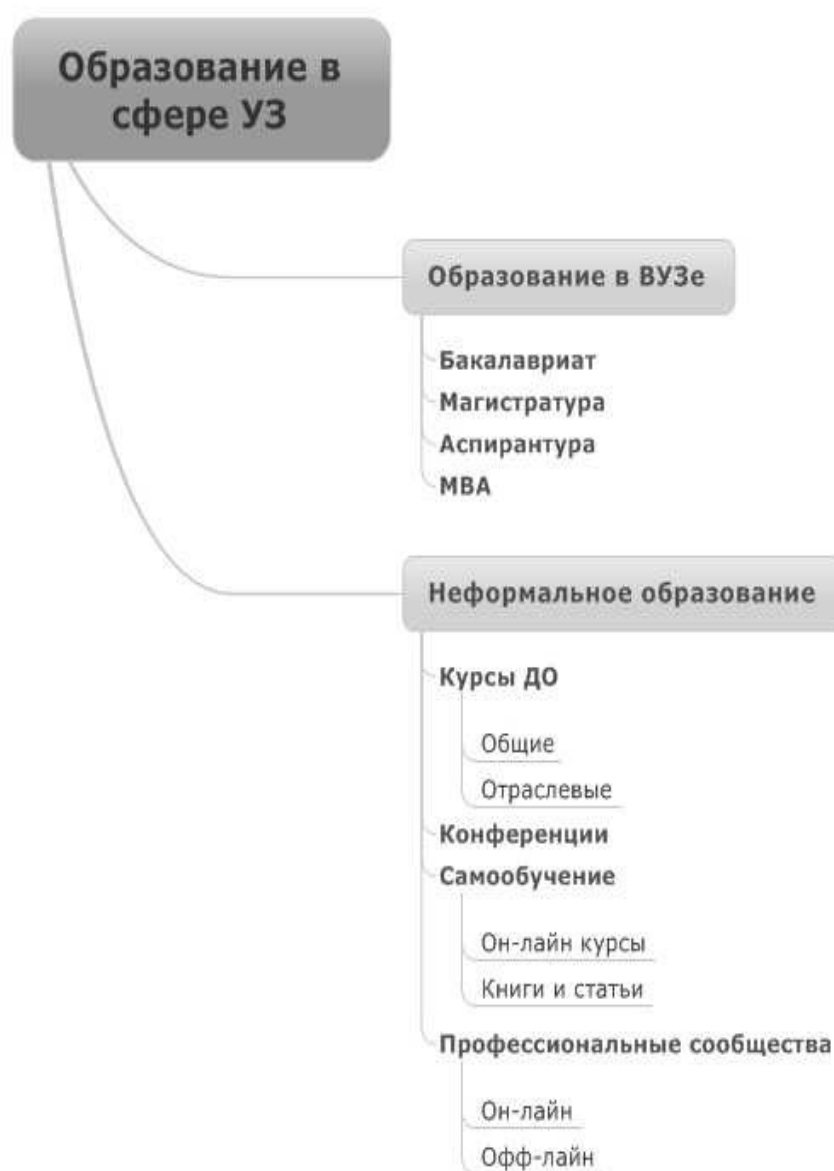 Образование в
сфере УЗ
Образование в ВУЗе
Бакалавриат
Магистратура
Аспирантура
МВА
Неформальное образование
Курсы ДО
Общие
Отраслевые
Конференции
Самообучение
Он-лайн курсы
Книги и статьи
Профессиональные сообщества
Он-лайн
Офф-лайн